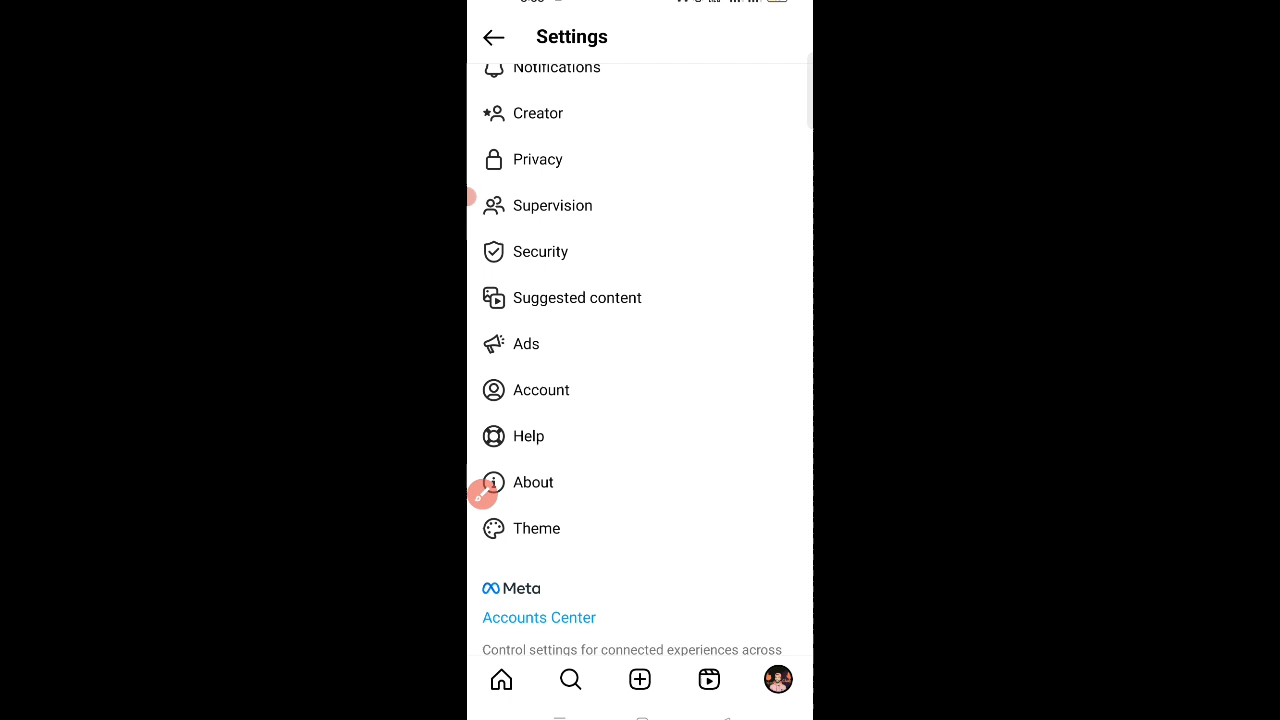 Settings
Notifications
Creator
Privacy
Supervision
Security
Suggested content
Ads
Account
Help
About
Theme
Meta
Accounts Center
Control settings for connected experiences across